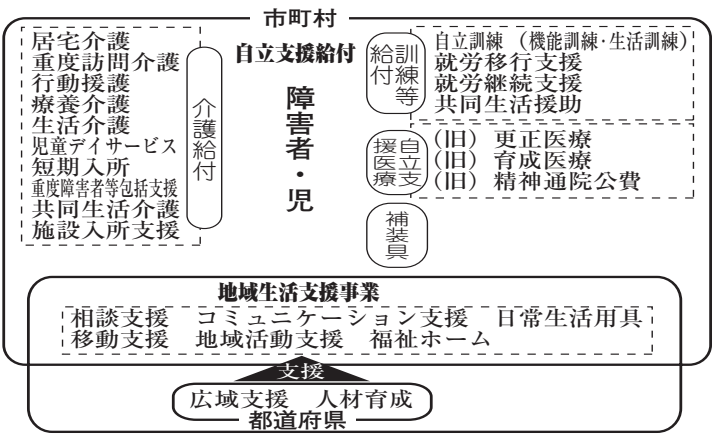 市町村
居宅介護
重度訪問介護
行動援護
療養介護
生活介護
児童デイサービス
短期入所
重度障害者等包括支援
共同生活介護
施設入所支援
介護給付
自立支援給付
障害者・児
訓練等給付
自立訓練（機能訓練・生活訓練）
就労移行支援
就労継続支援
共同生活援助
自立支援医療
（旧）更正医療
（旧）育成医療
（旧）精神通院公費
補装具
地域生活支援事業
相談支援　コミュニケーション支援　日常生活用具
移動支援　地域活動支援　福祉ホーム
支援
広域支援　人材育成
都道府県